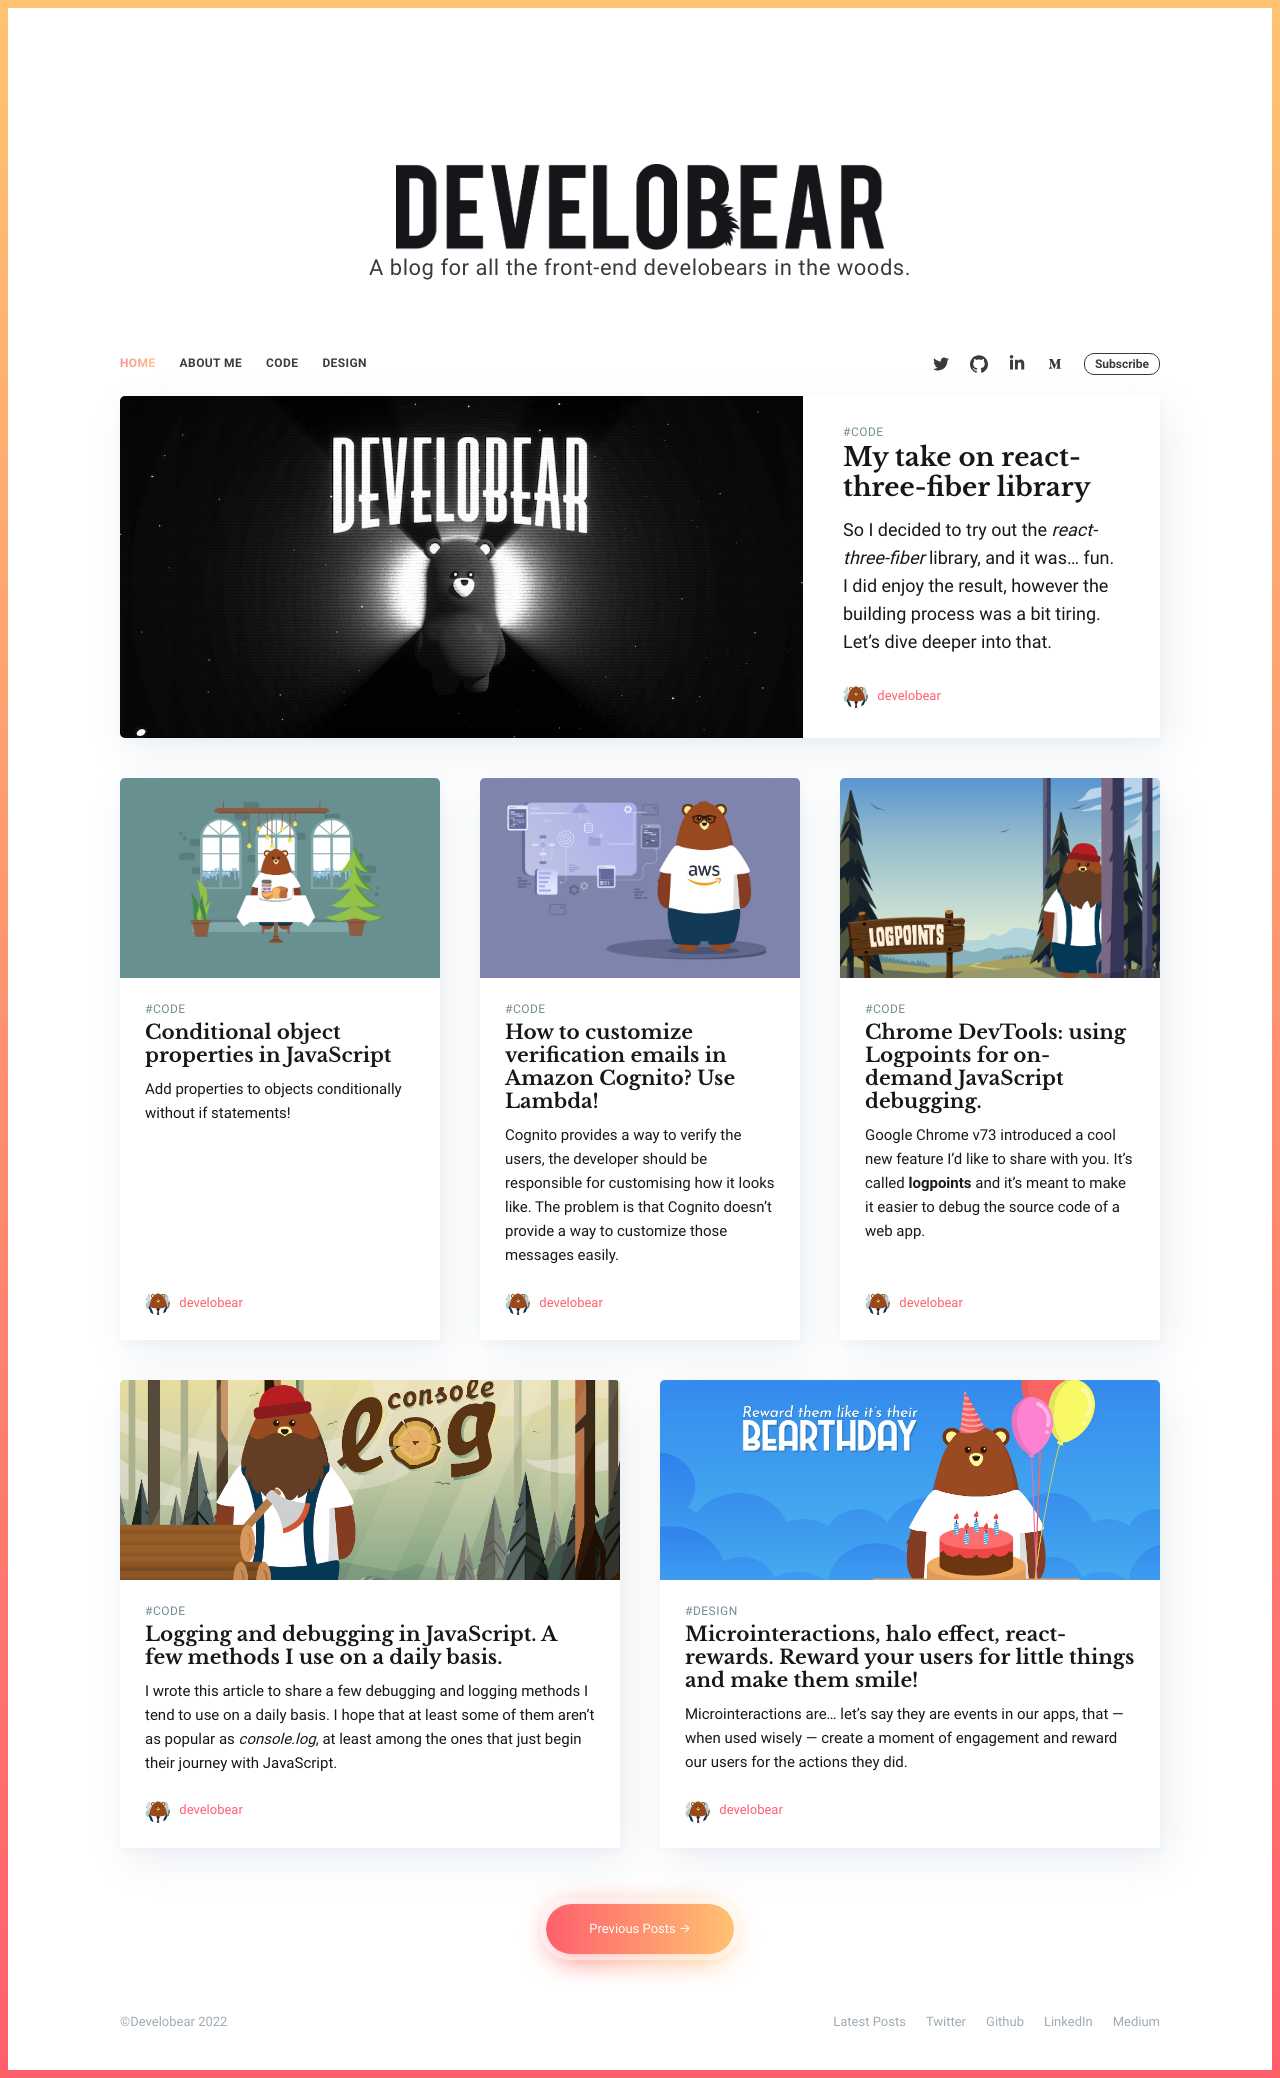 DEVELOBEAR
A blog for all the front-end develobears in the woods.
HOME ABOUT ME CODE DESIGN
M Subscribe
DEVELOBEAR
#CODE
My take on react-
three-fiber library
So I decided to try out the react-
three-fiber library, and it was… fun.
I did enjoy the result, however the
building process was a bit tiring.
Let’s dive deeper into that.
develobear
#CODE
Conditional object
properties in JavaScript
Add properties to objects conditionally
without if statements!
develobear
aws
#CODE
How to customize
verification emails in
Amazon Cognito? Use
Lambda!
Cognito provides a way to verify the
users, the developer should be
responsible for customising how it looks
like. The problem is that Cognito doesn’t
provide a way to customize those
messages easily.
develobear
LOGPOINTS
#CODE
Chrome DevTools: using
Logpoints for on-
demand JavaScript
debugging.
Google Chrome v73 introduced a cool
new feature I’d like to share with you. It’s
called logpoints and it’s meant to make
it easier to debug the source code of a
web app.
develobear
console
log
#CODE
Logging and debugging in JavaScript. A
few methods I use on a daily basis.
I wrote this article to share a few debugging and logging methods I
tend to use on a daily basis. I hope that at least some of them aren’t
as popular as console.log, at least among the ones that just begin
their journey with JavaScript.
develobear
Reward them like it's their
BEARTHDAY
#DESIGN
Microinteractions, halo effect, react-
rewards. Reward your users for little things
and make them smile!
Microinteractions are… let’s say they are events in our apps, that —
when used wisely — create a moment of engagement and reward
our users for the actions they did.
develobear
Previous Posts →
©Develobear 2022
Latest Posts Twitter Github LinkedIn Medium